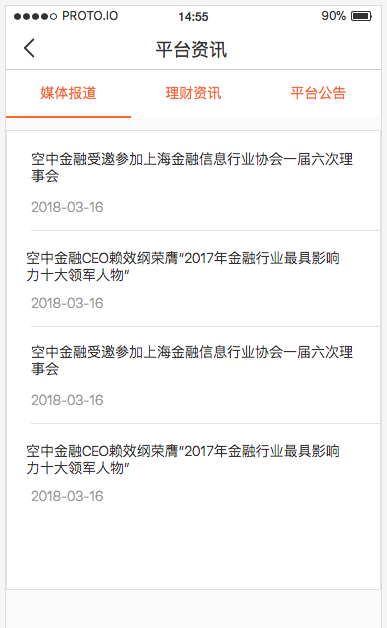 PROTO.IO 14:55 90%
平台资讯
媒体报道 理财资讯 平台公告
空中金融受邀参加上海金融信息行业协会一届六次理
事会
2018-03-16
空中金融CEO赖效纲荣膺“2017年金融行业最具影响
力十大领军人物”
2018-03-16
空中金融受邀参加上海金融信息行业协会一届六次理
事会
2018-03-16
空中金融CEO赖效纲荣膺“2017年金融行业最具影响
力十大领军人物”
2018-03-16